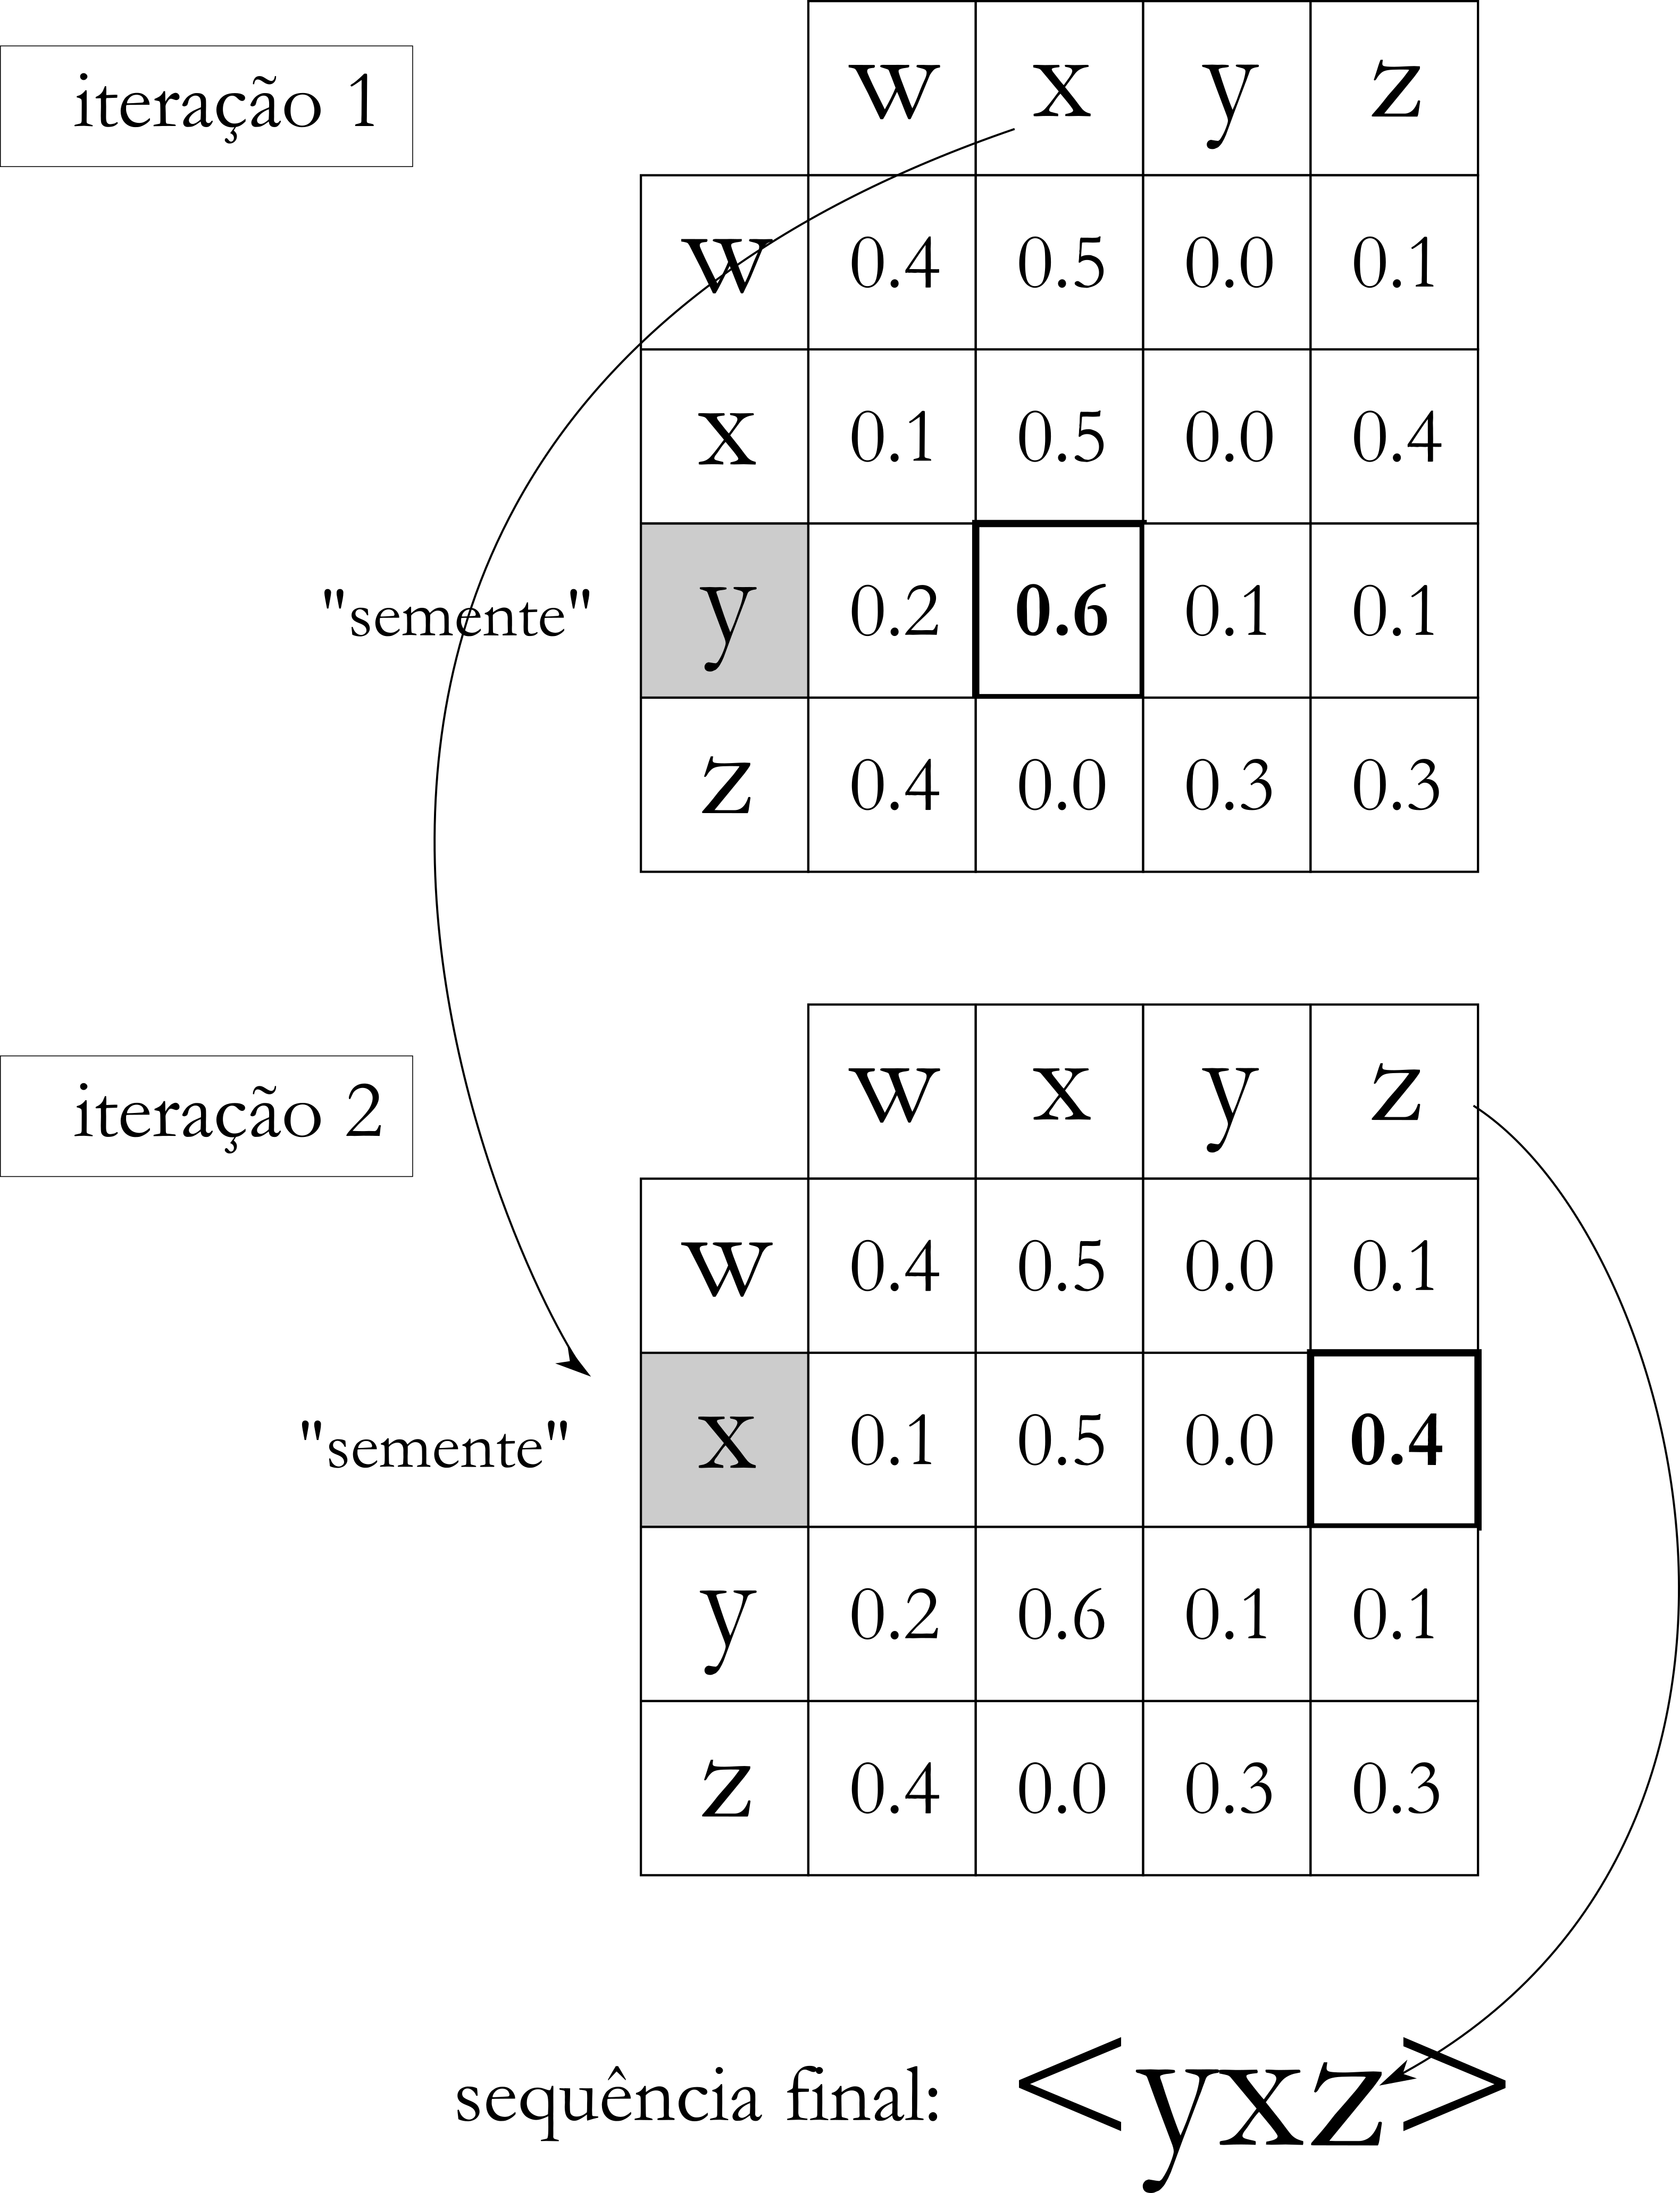 iteração 1
w x y z
w 0.4 0.5 0.0 0.1
x 0.1 0.5 0.0 0.4
""semente"" y 0.2 0.6 0.1 0.1
z 0.4 0.0 0.3 0.3
iteração 2
w x y z
w 0.4 0.5 0.0 0.1
""semente"" x 0.1 0.5 0.0 0.4
y 0.2 0.6 0.1 0.1
z 0.4 0.0 0.3 0.3
sequência final: <yxz>